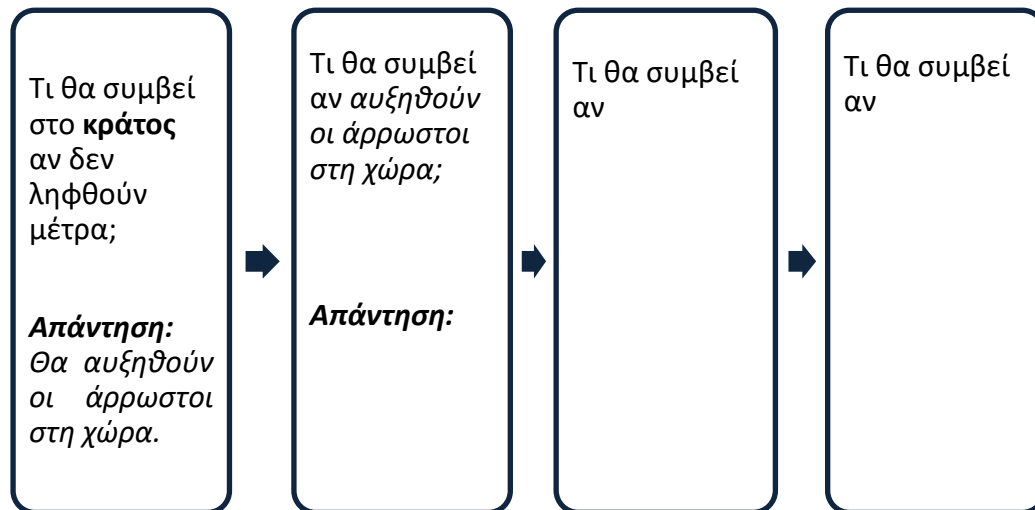 Τι θα συμβεί
στο κράτος
αν δεν
ληφθούν
μέτρα;
Απάντηση:
Θα αυξηθούν
οι άρρωστοι
στη χώρα.
Τι θα συμβεί
αν αυξηθούν
οι άρρωστοι
στη χώρα;
Απάντηση:
Τι θα συμβεί
αν
Τι θα συμβεί
αν